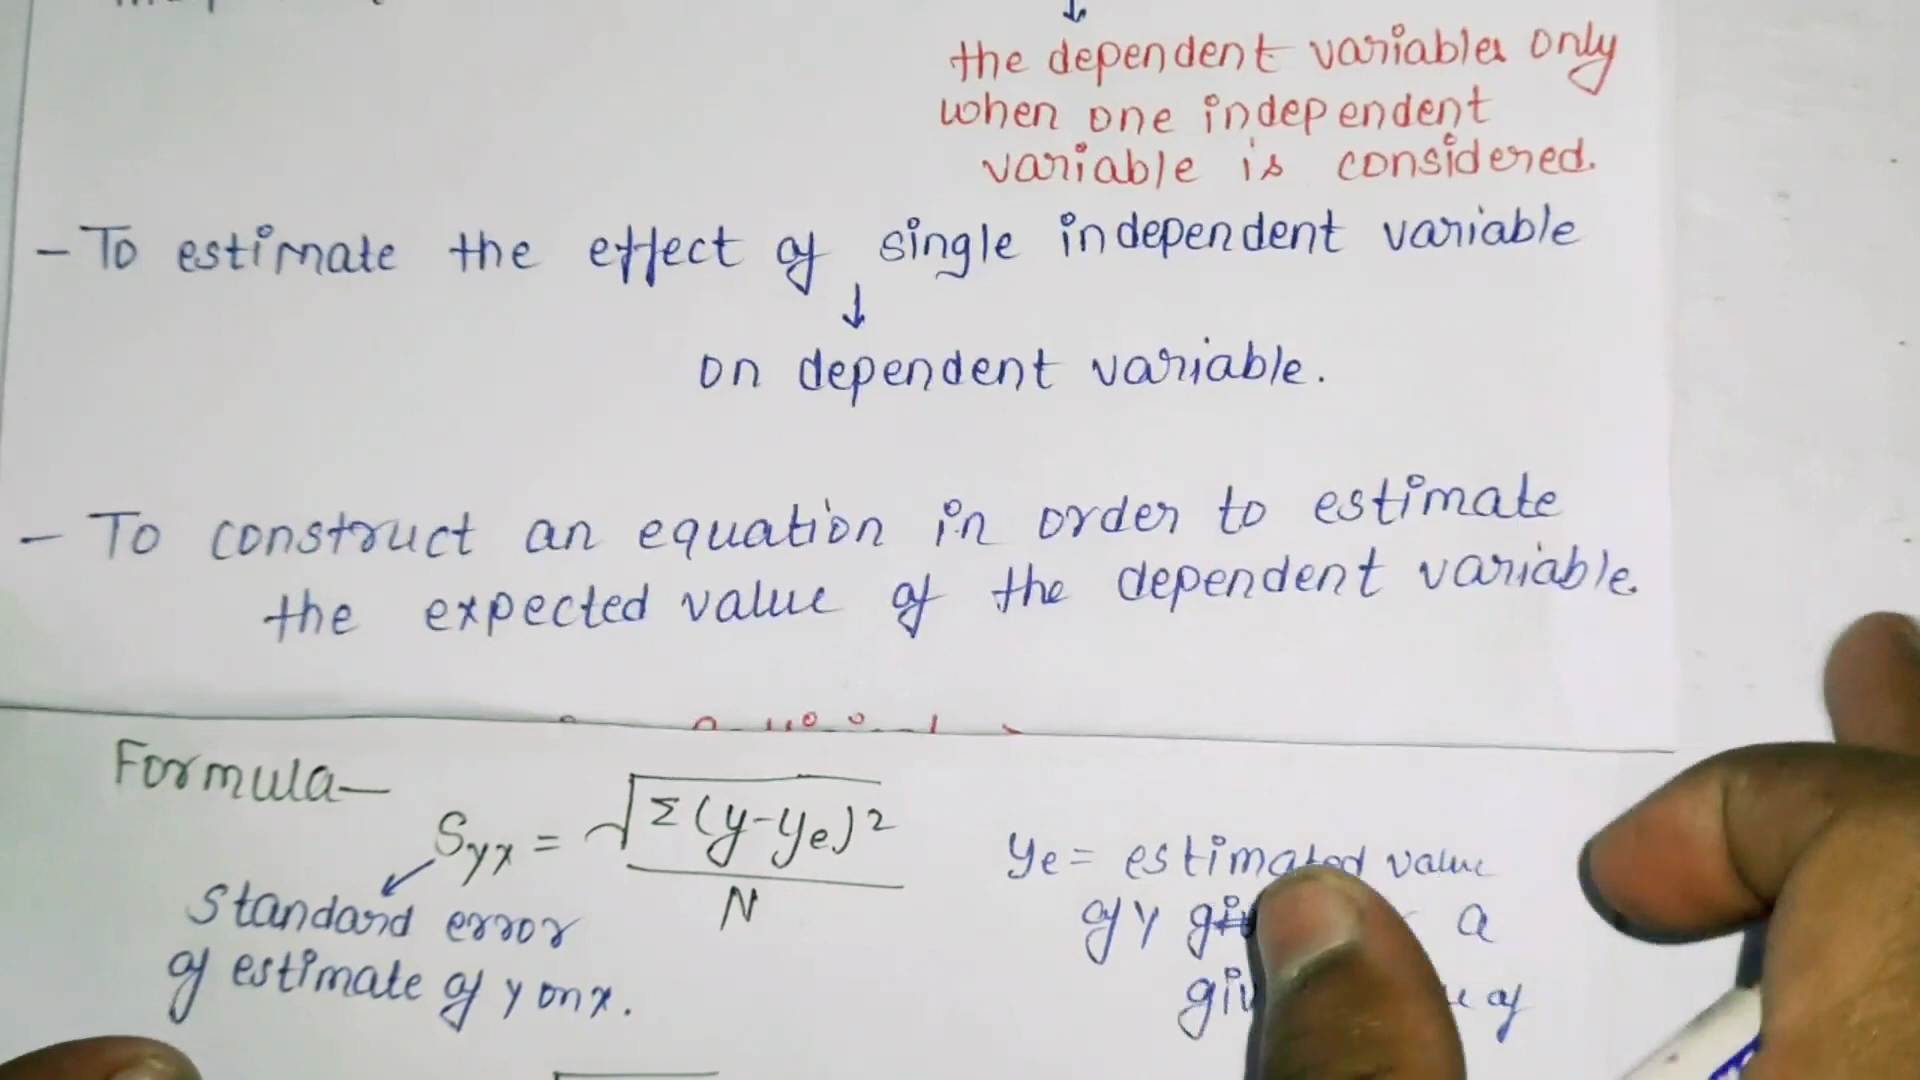 the dependent variables only
when one independent
variable is considered.
- To estimate the effect of single independent variable
↓
on dependent variable.
- To construct an equation in order to estimate
the expected value of the dependent variable.
Formula—
Syx = √Σ(y-ye)² / N
ye = estimated value
of y a
of
Standard error
of estimate of y on x.